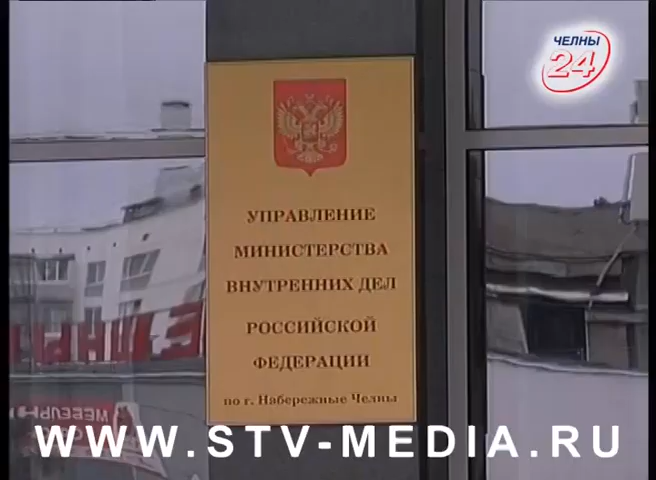 ЧЕЛНЫ
24
УПРАВЛЕНИЕ
МИНИСТЕРСТВА
ВНУТРЕННИХ ДЕЛ
РОССИЙСКОЙ
ФЕДЕРАЦИИ
по г. Набережные Челны
WWW.STV-MEDIA.RU